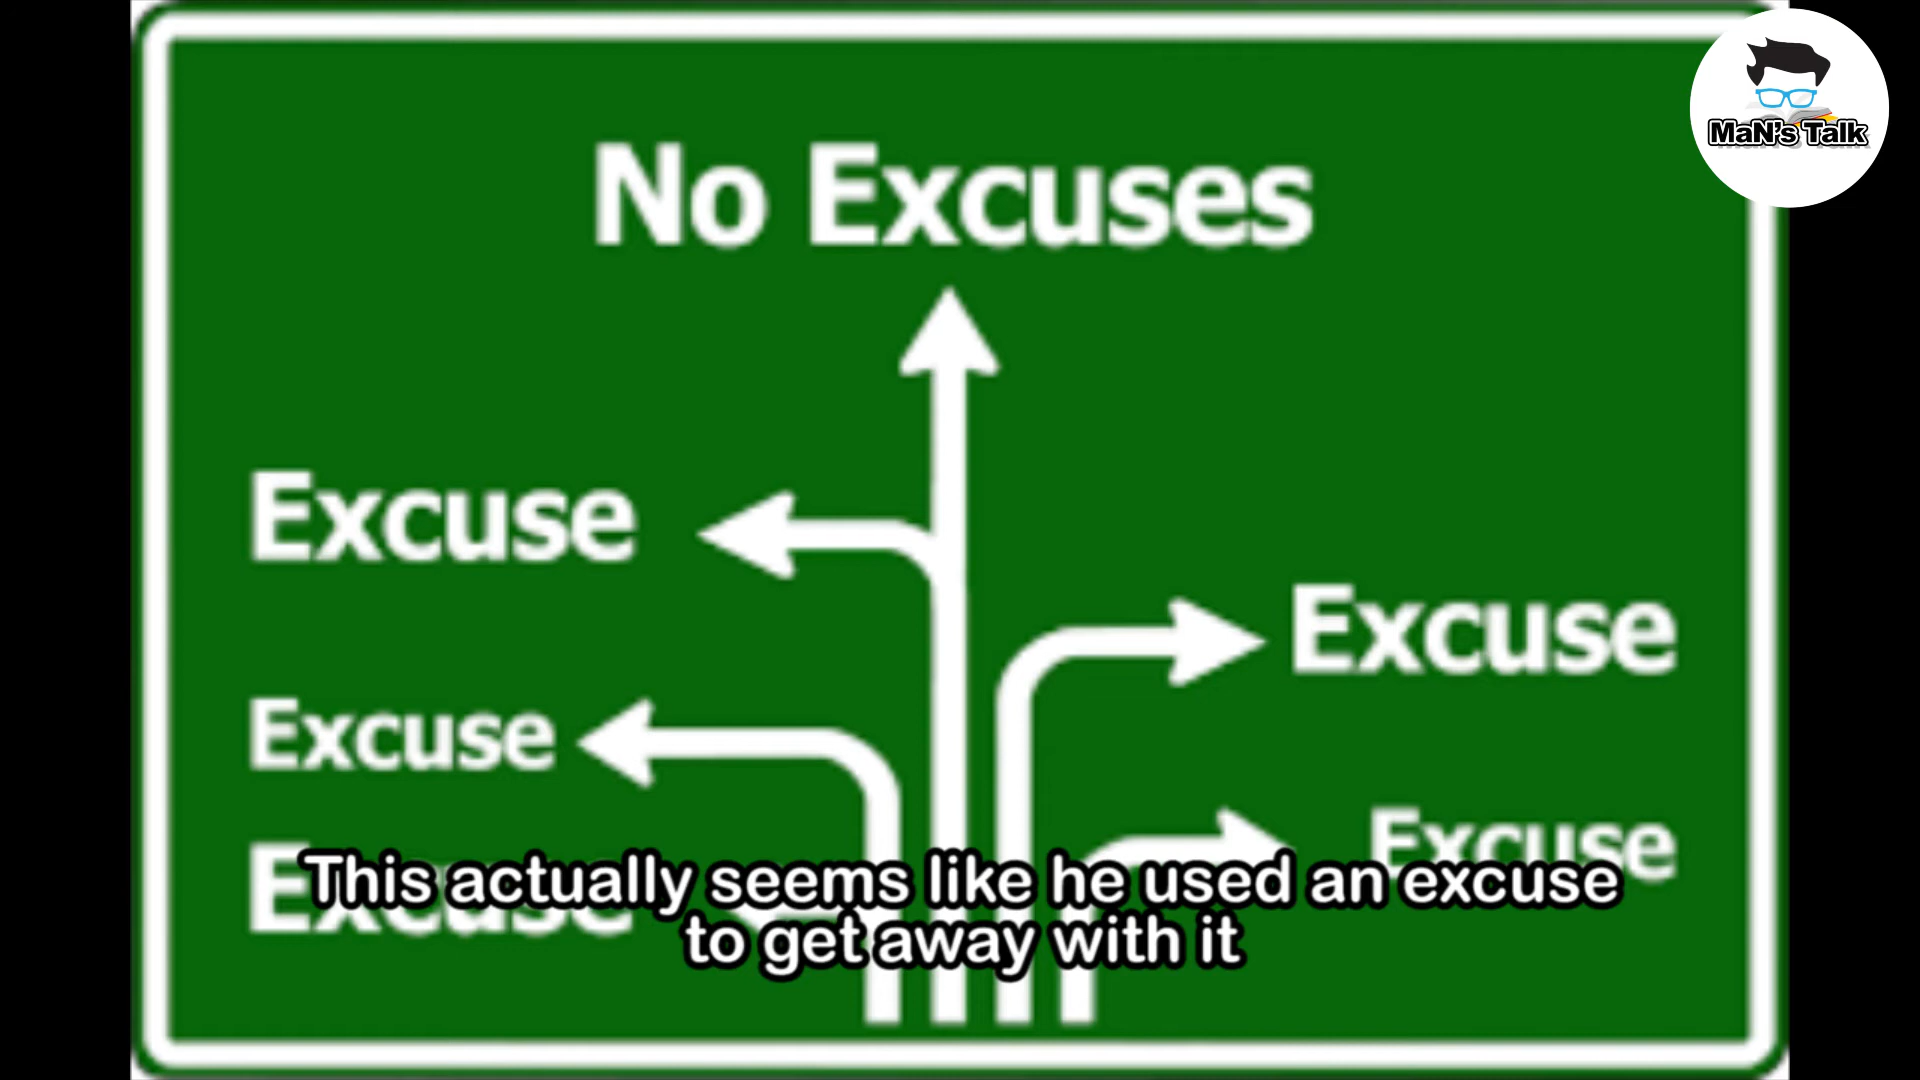 MaN's Talk
No Excuses
Excuse
Excuse
Excuse
Excuse
Excuse
This actually seems like he used an excuse
to get away with it